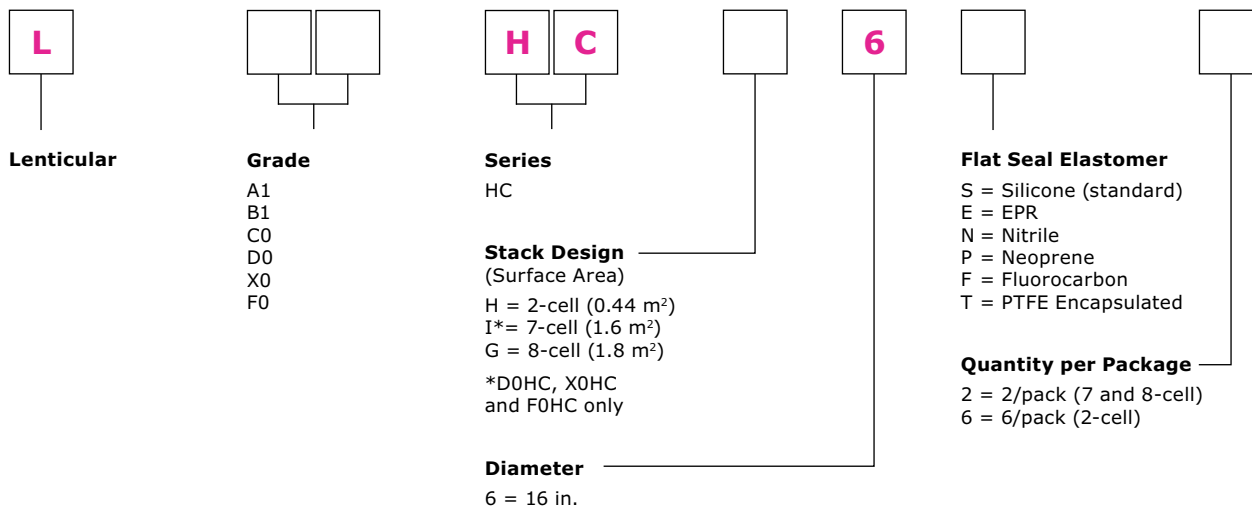 L
H C
6
Lenticular
Grade
A1
B1
C0
D0
X0
F0
Series
HC
Stack Design
(Surface Area)
H = 2-cell (0.44 m²)
I*= 7-cell (1.6 m²)
G = 8-cell (1.8 m²)
*D0HC, X0HC
and F0HC only
Diameter
6 = 16 in.
Flat Seal Elastomer
S = Silicone (standard)
E = EPR
N = Nitrile
P = Neoprene
F = Fluorocarbon
T = PTFE Encapsulated
Quantity per Package
2 = 2/pack (7 and 8-cell)
6 = 6/pack (2-cell)